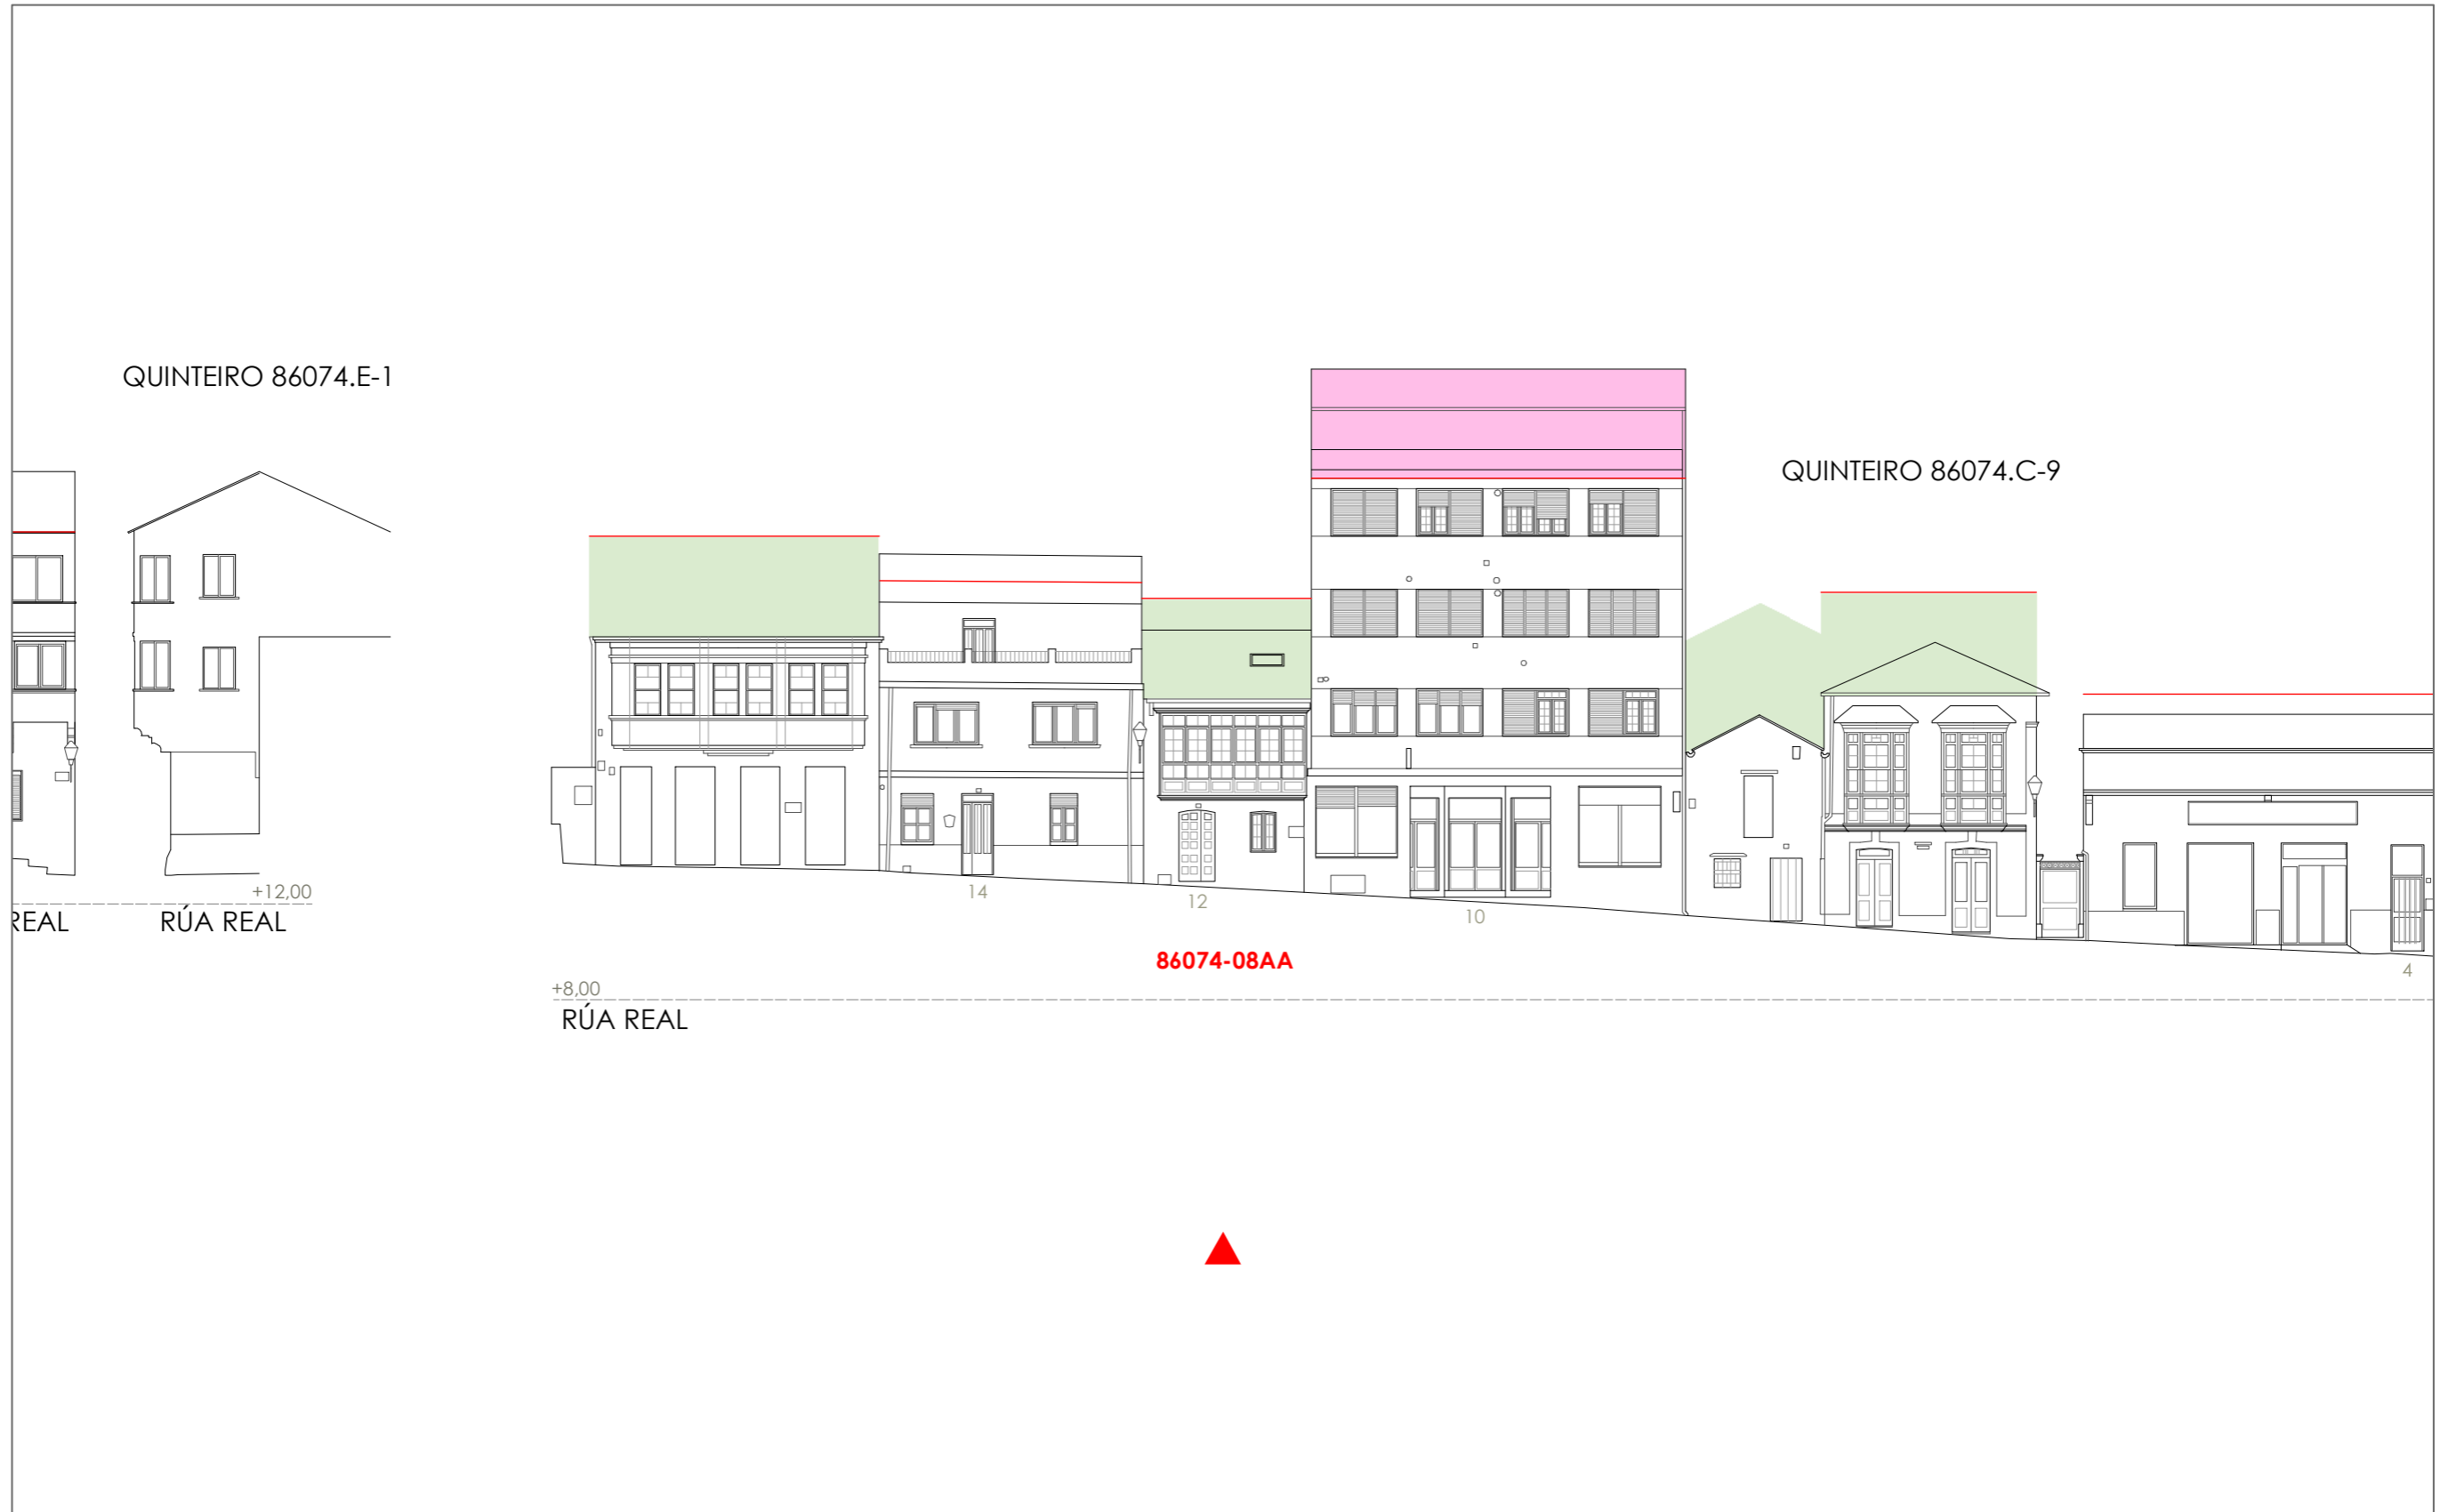 QUINTEIRO 86074.E-1
QUINTEIRO 86074.C-9
+12,00
REAL
RÚA REAL
14
12
10
4
86074-08AA
+8,00
RÚA REAL